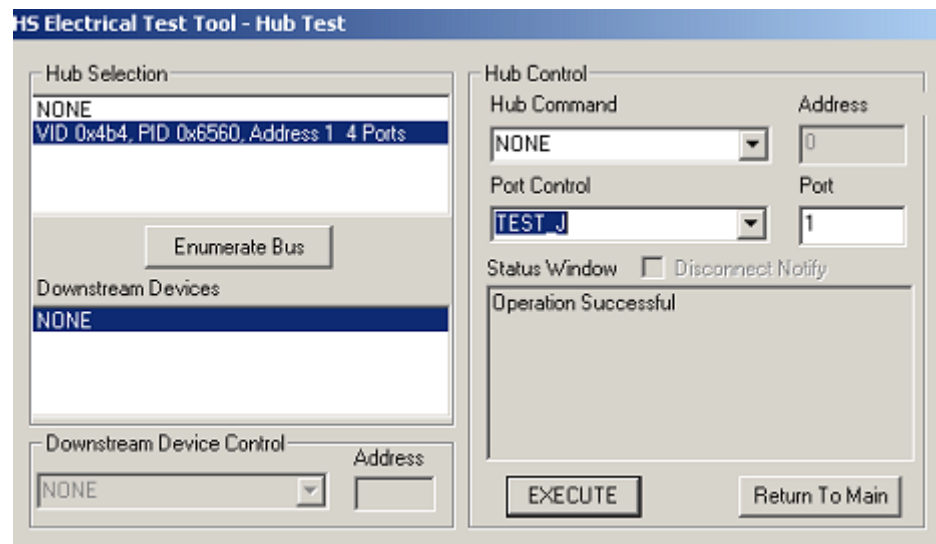 HS Electrical Test Tool - Hub Test
Hub Selection
NONE
VID 0x4b4, PID 0x6560, Address 1 4 Ports
Enumerate Bus
Downstream Devices
NONE
Downstream Device Control
Address
NONE
Hub Control
Hub Command
Address
NONE
0
Port Control
Port
TEST_J
1
Status Window
Disconnect Notify
Operation Successful
EXECUTE
Return To Main